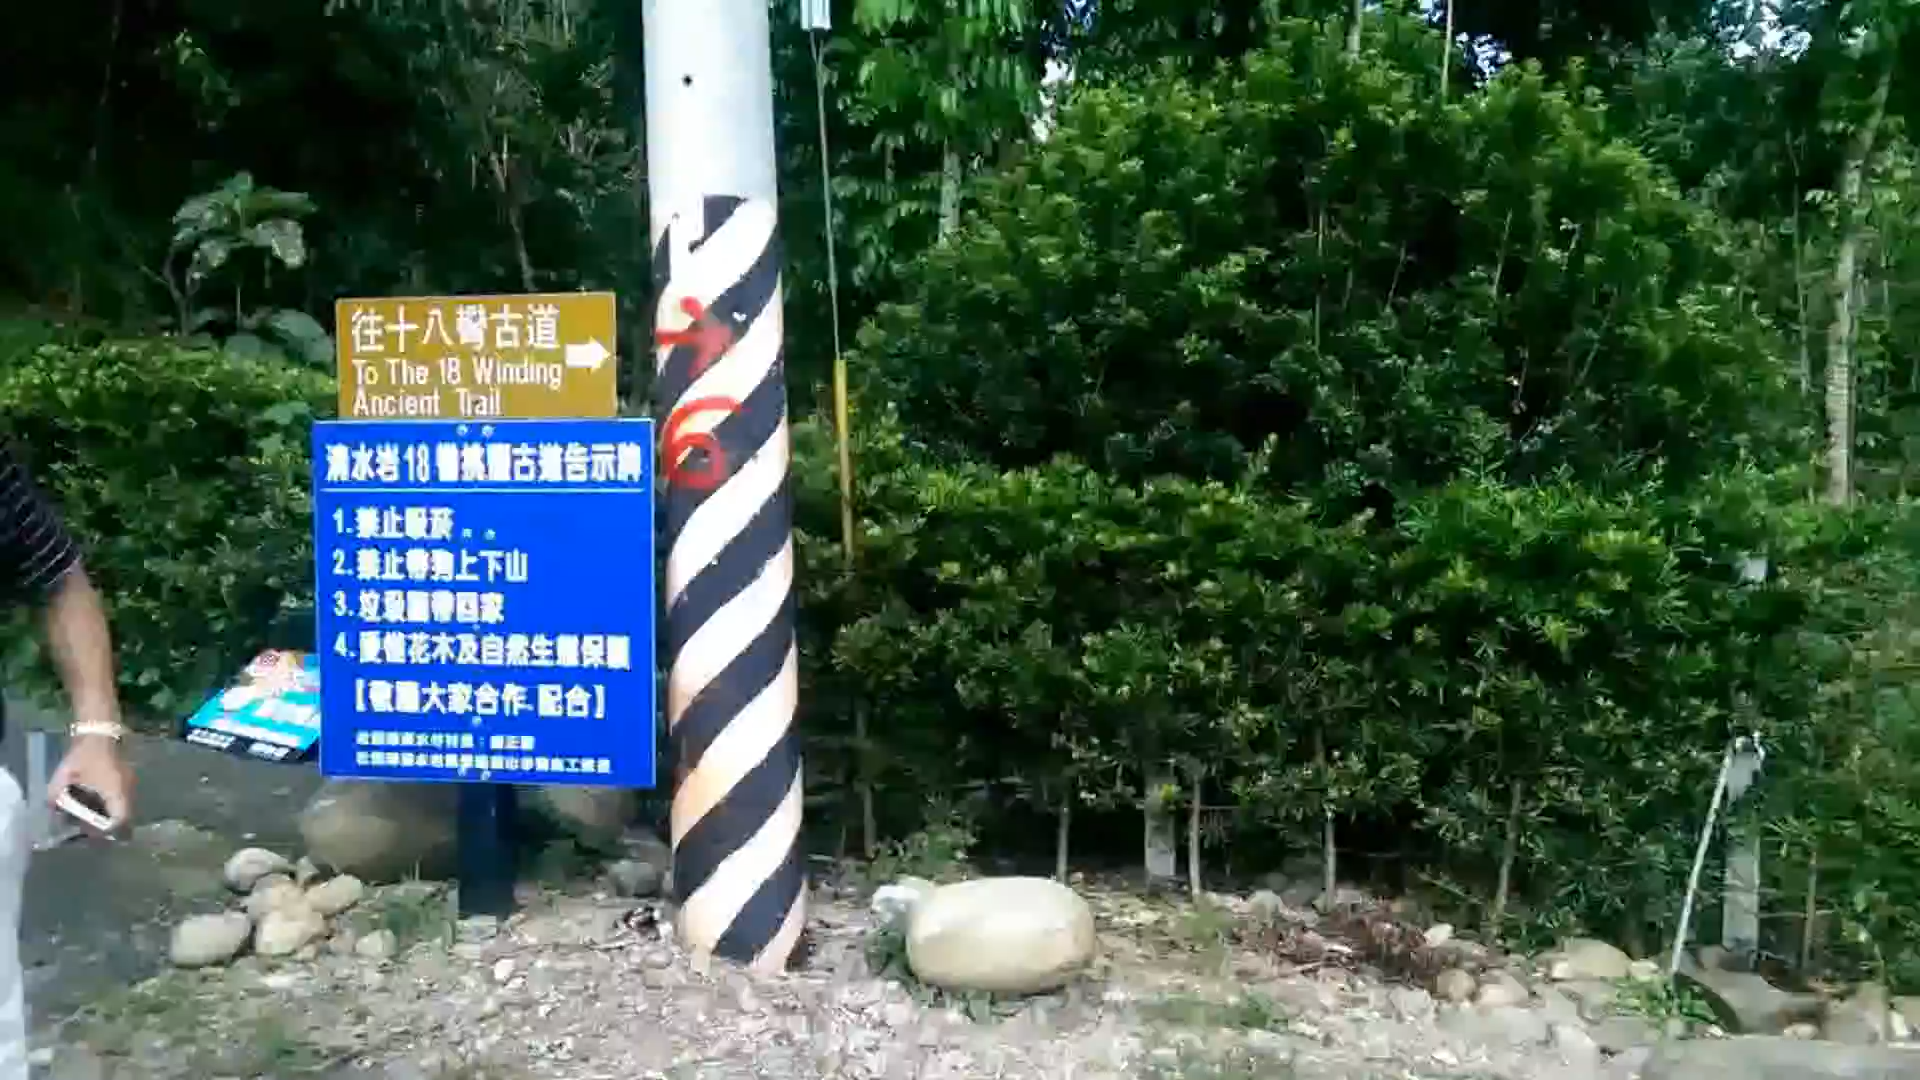 往十八彎古道
To The 18 Winding
Ancient Trail
清水岩18彎挑鹽古道告示牌
1.禁止吸菸
2.禁止帶狗上下山
3.垃圾請帶回家
4.愛惜花木及自然生態保護
【敬請大家合作 配合】
6